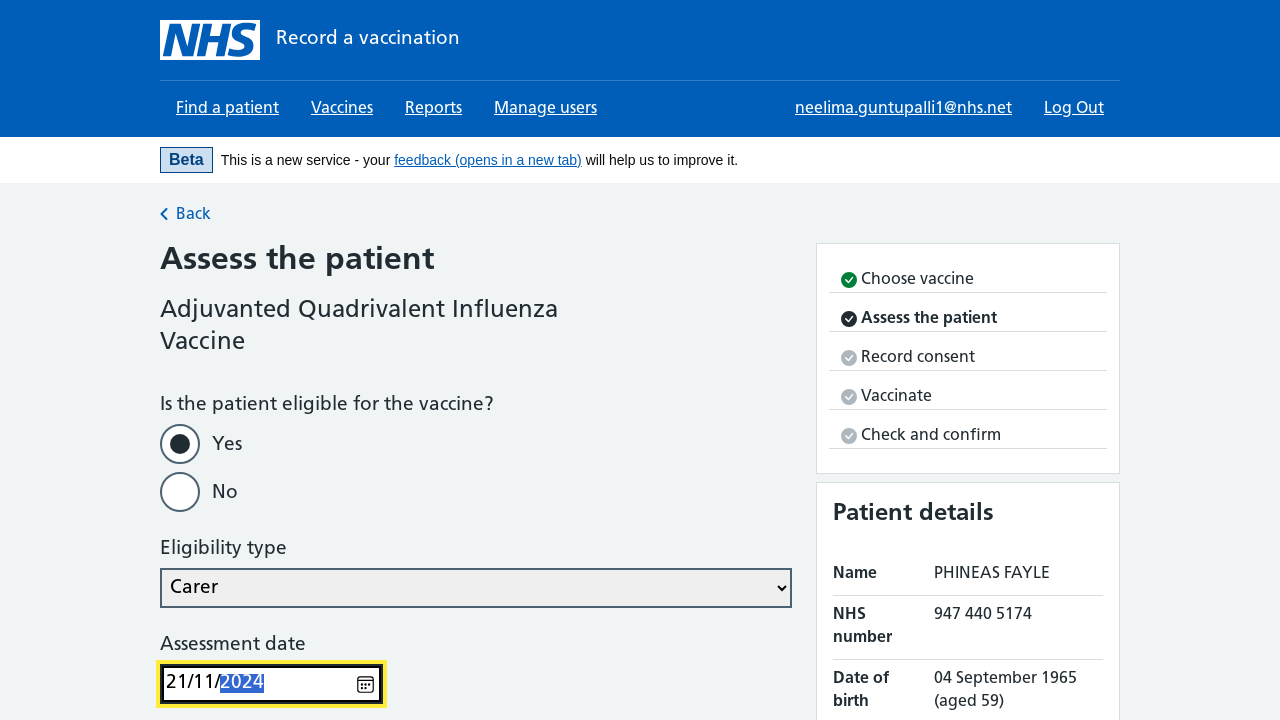 NHS Record a vaccination
Find a patient Vaccines Reports Manage users neelima.guntupalli1@nhs.net Log Out
Beta This is a new service - your feedback (opens in a new tab) will help us to improve it.
Back
Assess the patient
Adjuvanted Quadrivalent Influenza
Vaccine
Is the patient eligible for the vaccine?
Yes
No
Eligibility type
Carer
Assessment date
21/11/2024
Choose vaccine
Assess the patient
Record consent
Vaccinate
Check and confirm
Patient details
Name PHINEAS FAYLE
NHS 947 440 5174
number
Date of 04 September 1965
birth (aged 59)